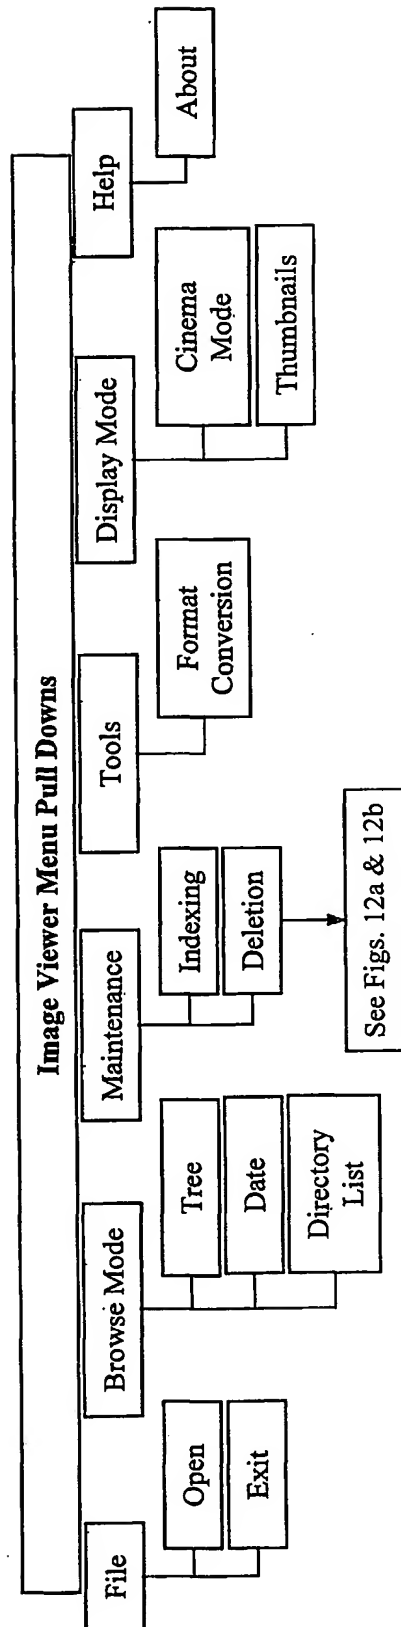 Image Viewer Menu Pull Downs
File
Open
Exit
Browse Mode
Tree
Date
Directory
List
Maintenance
Indexing
Deletion
See Figs. 12a & 12b
Tools
Format
Conversion
Display Mode
Cinema
Mode
Thumbnails
Help
About